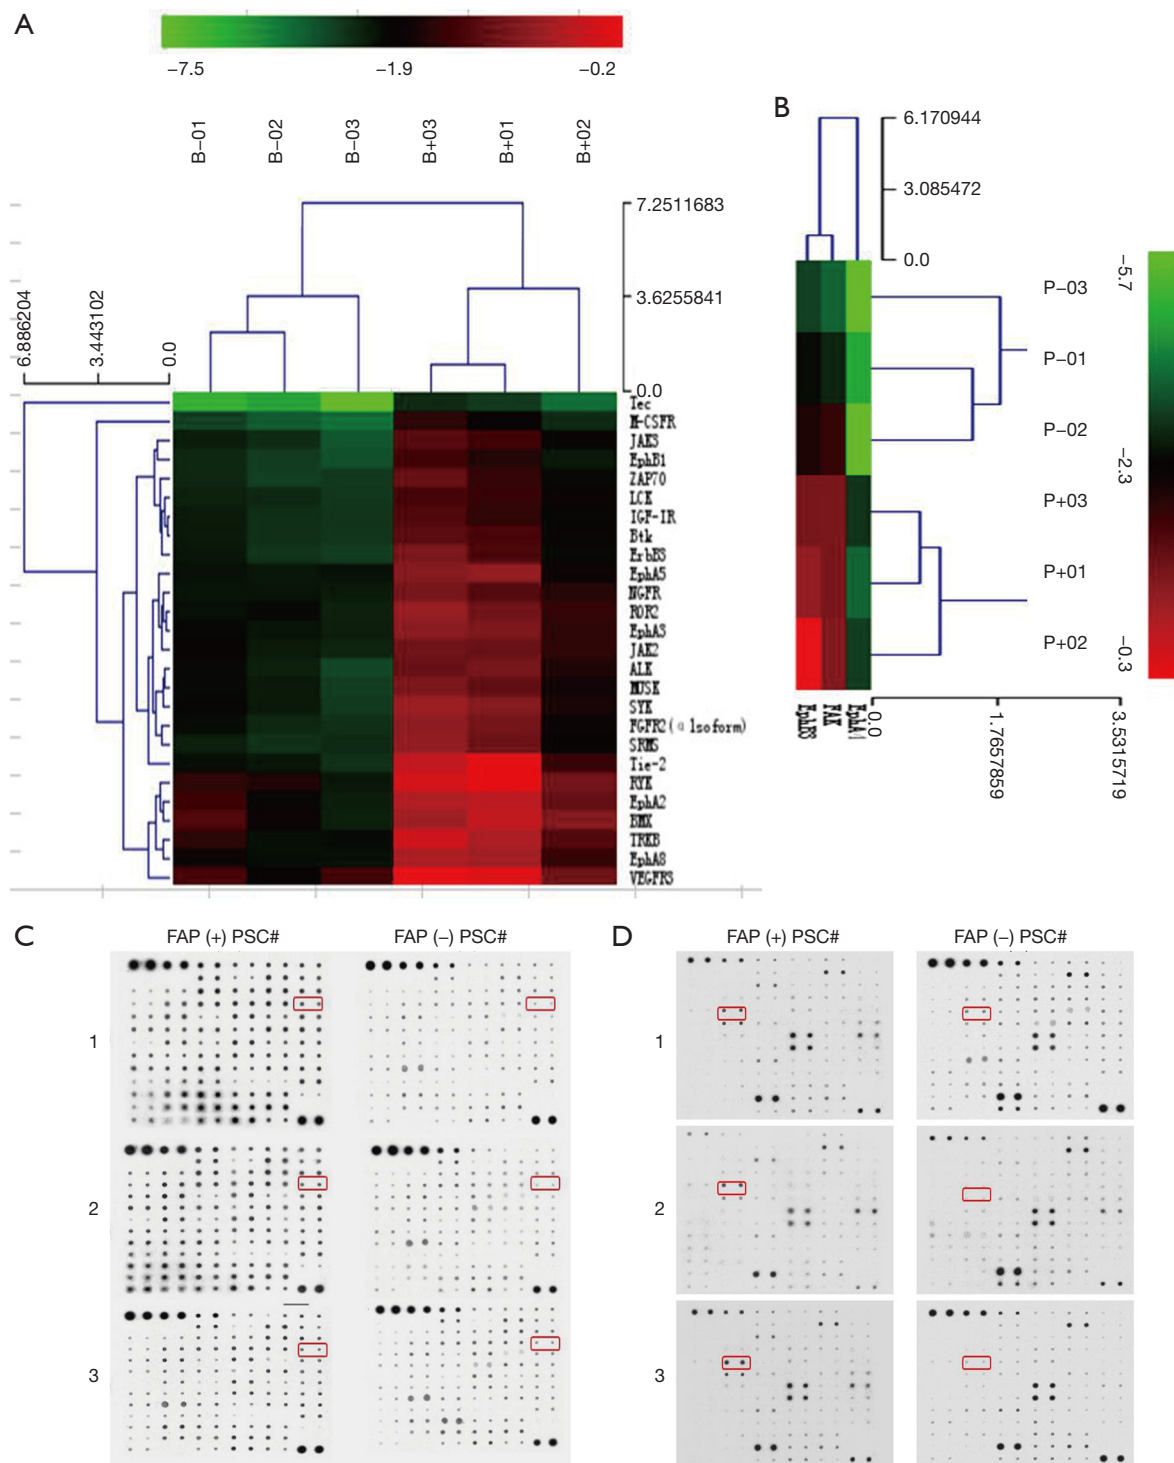 A
−7.5 −1.9 −0.2
B−01 B−02 B−03 B+03 B+01 B+02
7.2511683
3.6255841
0.0
6.886204 3.443102 0.0
Tec
M-CSFR
JAK3
EphB1
ZAP70
LCK
IGF-IR
Btk
ErbB3
EphA5
NGFR
ROR2
EphA3
JAK2
ALK
MUSK
SYK
FGFR2(αIsoform)
SRMS
Tie-2
RYK
EphA2
BMX
TRKB
EphA8
VEGFR3
B
6.170944
3.085472
0.0
P−03
P−01
P−02
P+03
P+01
P+02
−5.7 −2.3 −0.3
EphB3 FAK
0.0 1.7657859 3.5315719
C
FAP (+) PSC# FAP (−) PSC#
1
2
3
D
FAP (+) PSC# FAP (−) PSC#
1
2
3